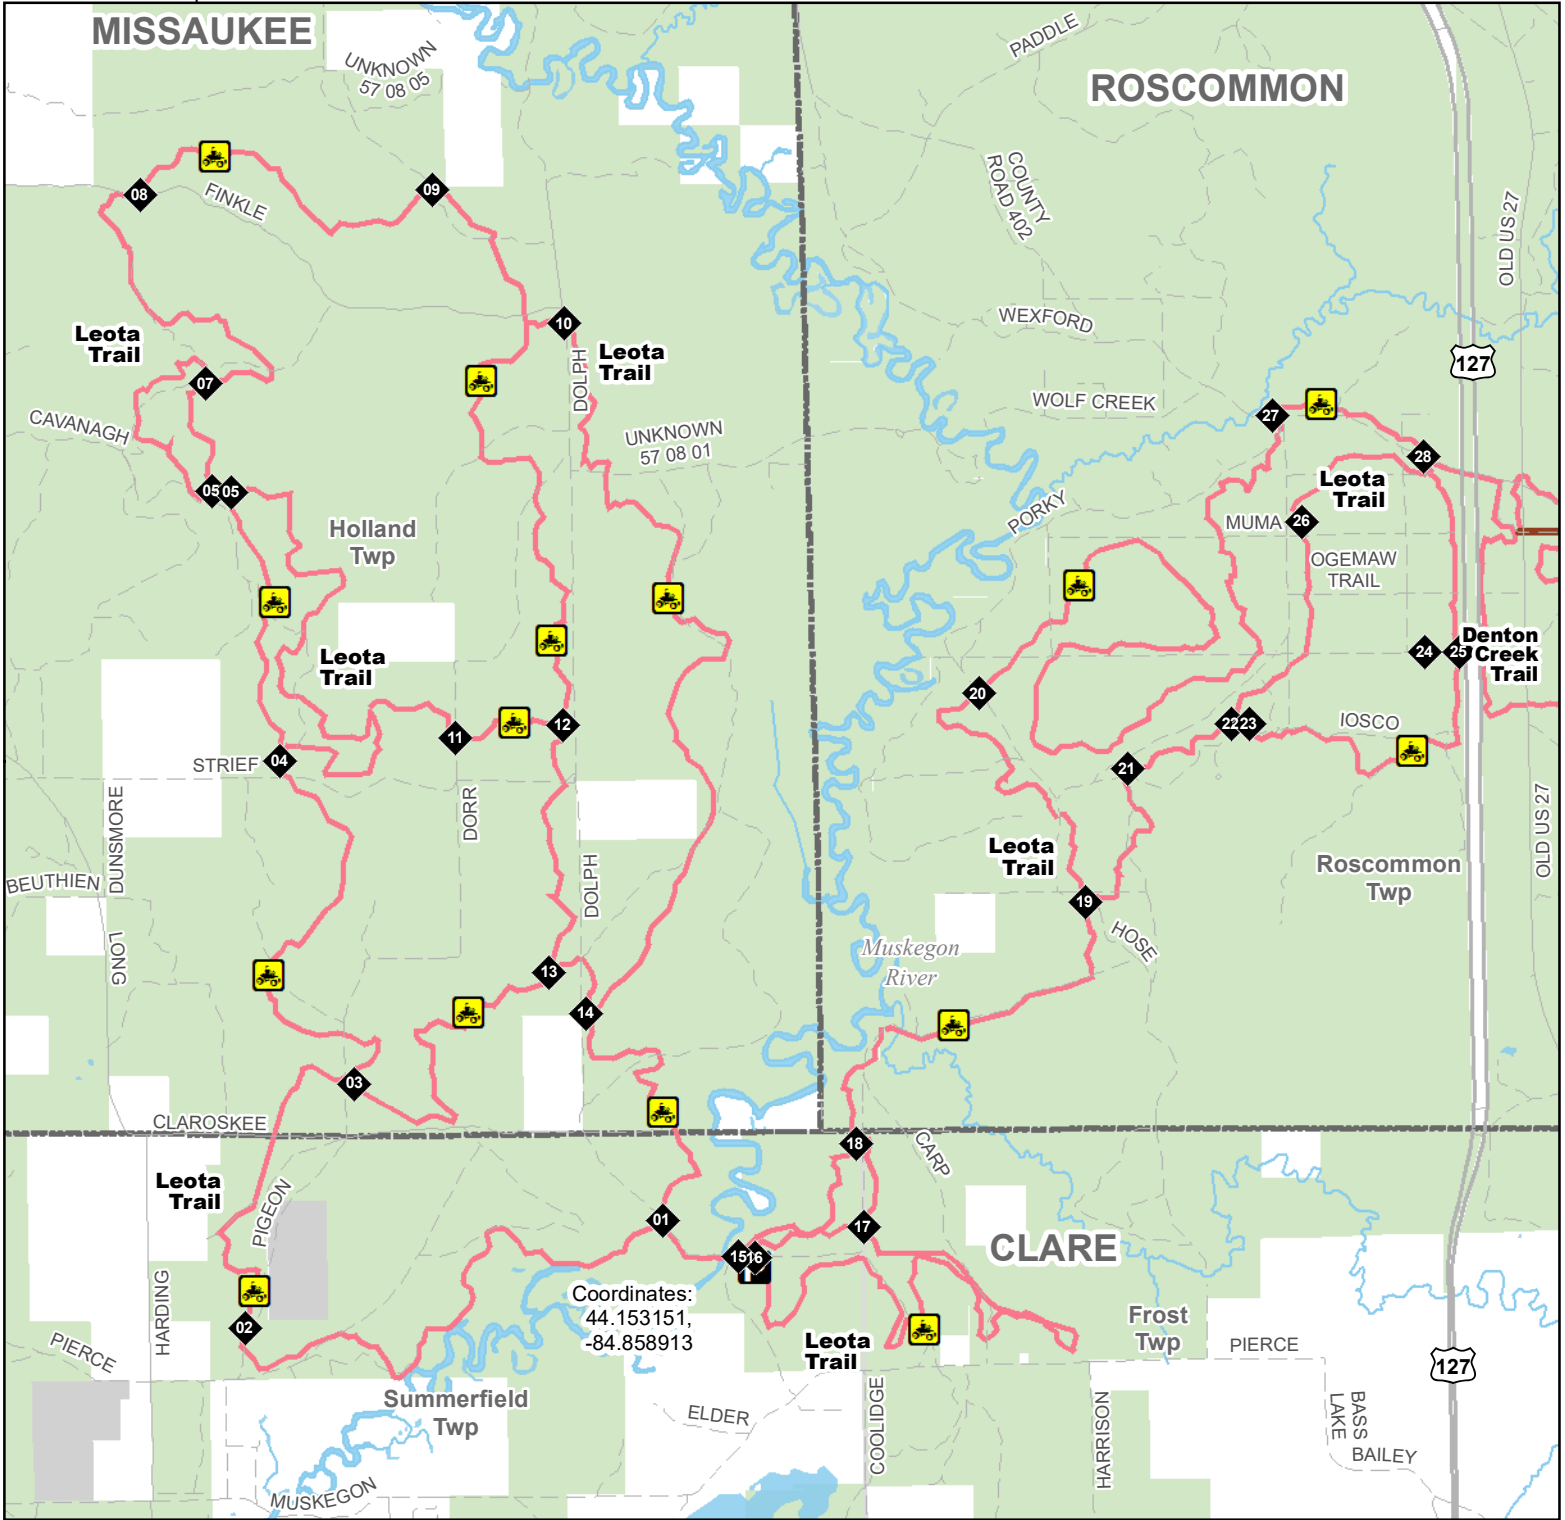 MISSAUKEE
UNKNOWN
57 08 05
PADDLE
ROSCOMMON
COUNTY
ROAD 402
OLD US 27
08
FINKLE
09
10
WEXFORD
Leota
Trail
Leota
Trail
DOLPH
127
07
CAVANAGH
UNKNOWN
57 08 01
WOLF CREEK
27
28
Leota
Trail
05
05
Holland
Twp
PORKY
MUMA
26
OGEMAW
TRAIL
Leota
Trail
24
25
Denton
Creek
Trail
20
11
12
22
23
IOSCO
STRIEF
04
21
DUNSMORE
DORR
OLD US 27
Leota
Trail
Roscommon
Twp
BEUTHIEN
DOLPH
19
HOSE
LONG
Muskegon
River
13
14
03
CLAROSKEE
18
CARP
Leota
Trail
PIGEON
01
17
CLARE
15
16
HARDING
Coordinates:
44.153151,
-84.858913
02
PIERCE
Leota
Trail
Frost
Twp
PIERCE
127
Summerfield
Twp
ELDER
COOLIDGE
HARRISON
BASS
LAKE
BAILEY
MUSKEGON